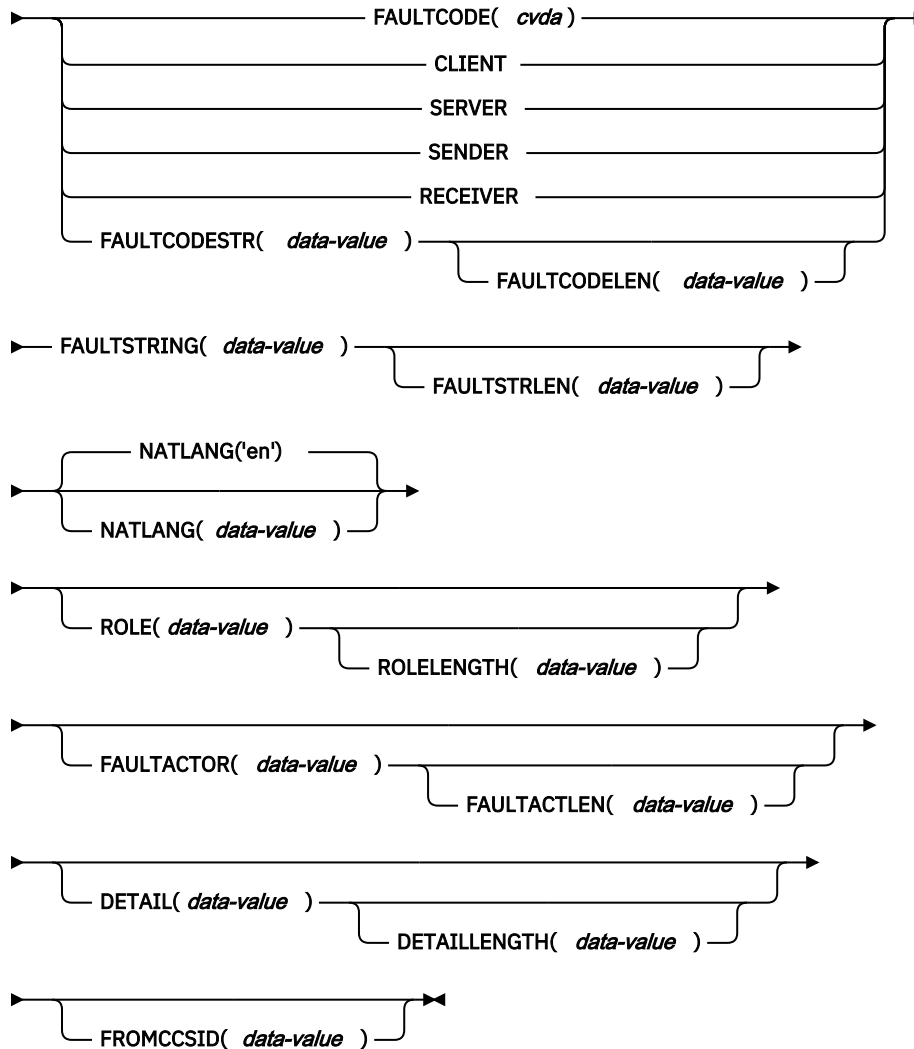 FAULTCODE( cvda )
CLIENT
SERVER
SENDER
RECEIVER
FAULTCODESTR( data-value )
FAULTCODELEN( data-value )
FAULTSTRING( data-value )
FAULTSTRLEN( data-value )
NATLANG('en')
NATLANG( data-value )
ROLE( data-value )
ROLELENGTH( data-value )
FAULTACTOR( data-value )
FAULTACTLEN( data-value )
DETAIL( data-value )
DETAILLENGTH( data-value )
FROMCCSID( data-value )